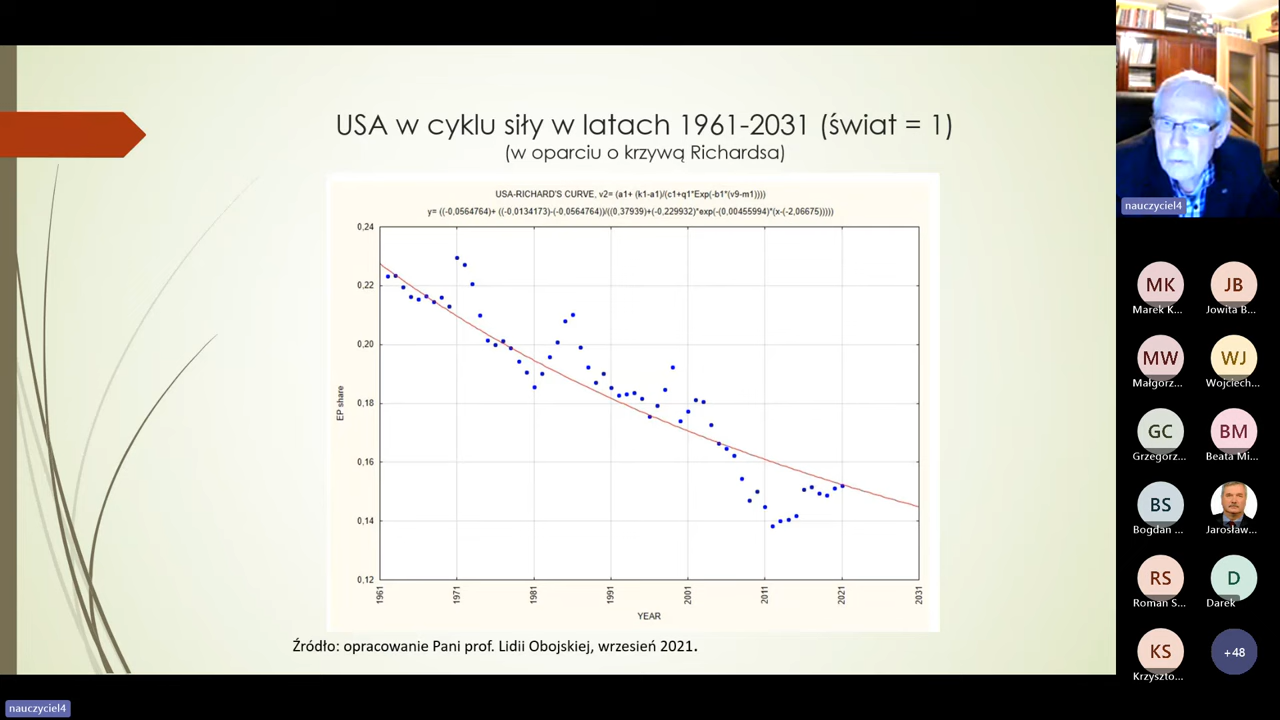 USA w cyklu siły w latach 1961-2031 (świat = 1)
(w oparciu o krzywą Richardsa)
USA-RICHARD'S CURVE, v2= (a1+ (k1-a1)/(c1+q1*Exp(-b1*(v9-m1))))
y= ((-0,0564764)+ ((-0,0134173)-(-0,0564764))/((0,37939)+(-0,229932)*exp(-(0,00455994)*(x-(-2,06675)))))
0,24
0,22
0,20
0,18
0,16
0,14
0,12
EP share
1961
1971
1981
1991
2001
2011
2021
2031
YEAR
Źródło: opracowanie Pani prof. Lidii Obojskiej, wrzesień 2021.
nauczyciel4
nauczyciel4
MK
JB
Marek K...
Jowita B...
MW
WJ
Małgorz...
Wojciech...
GC
BM
Grzegorz...
Beata Mi...
BS
Bogdan ...
Jarosław...
RS
D
Roman S...
Darek
KS
+48
Krzyszto...